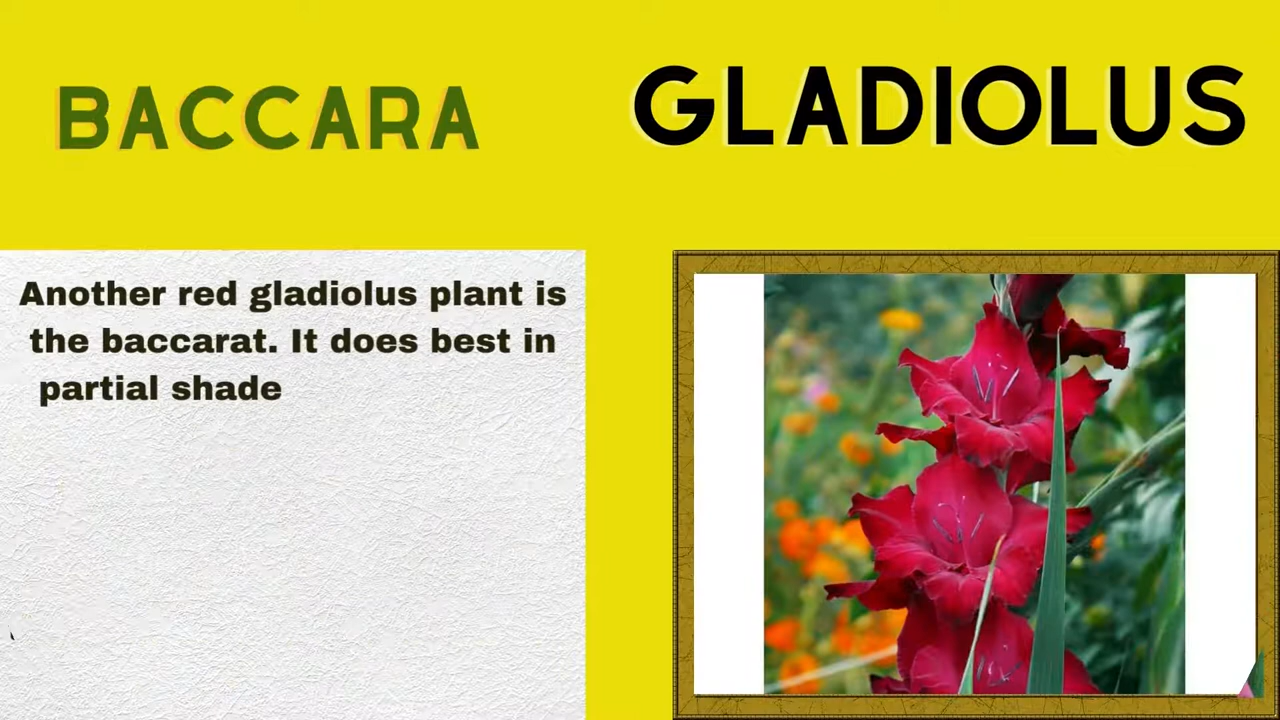 BACCARA
GLADIOLUS
Another red gladiolus plant is
the baccarat. It does best in
partial shade